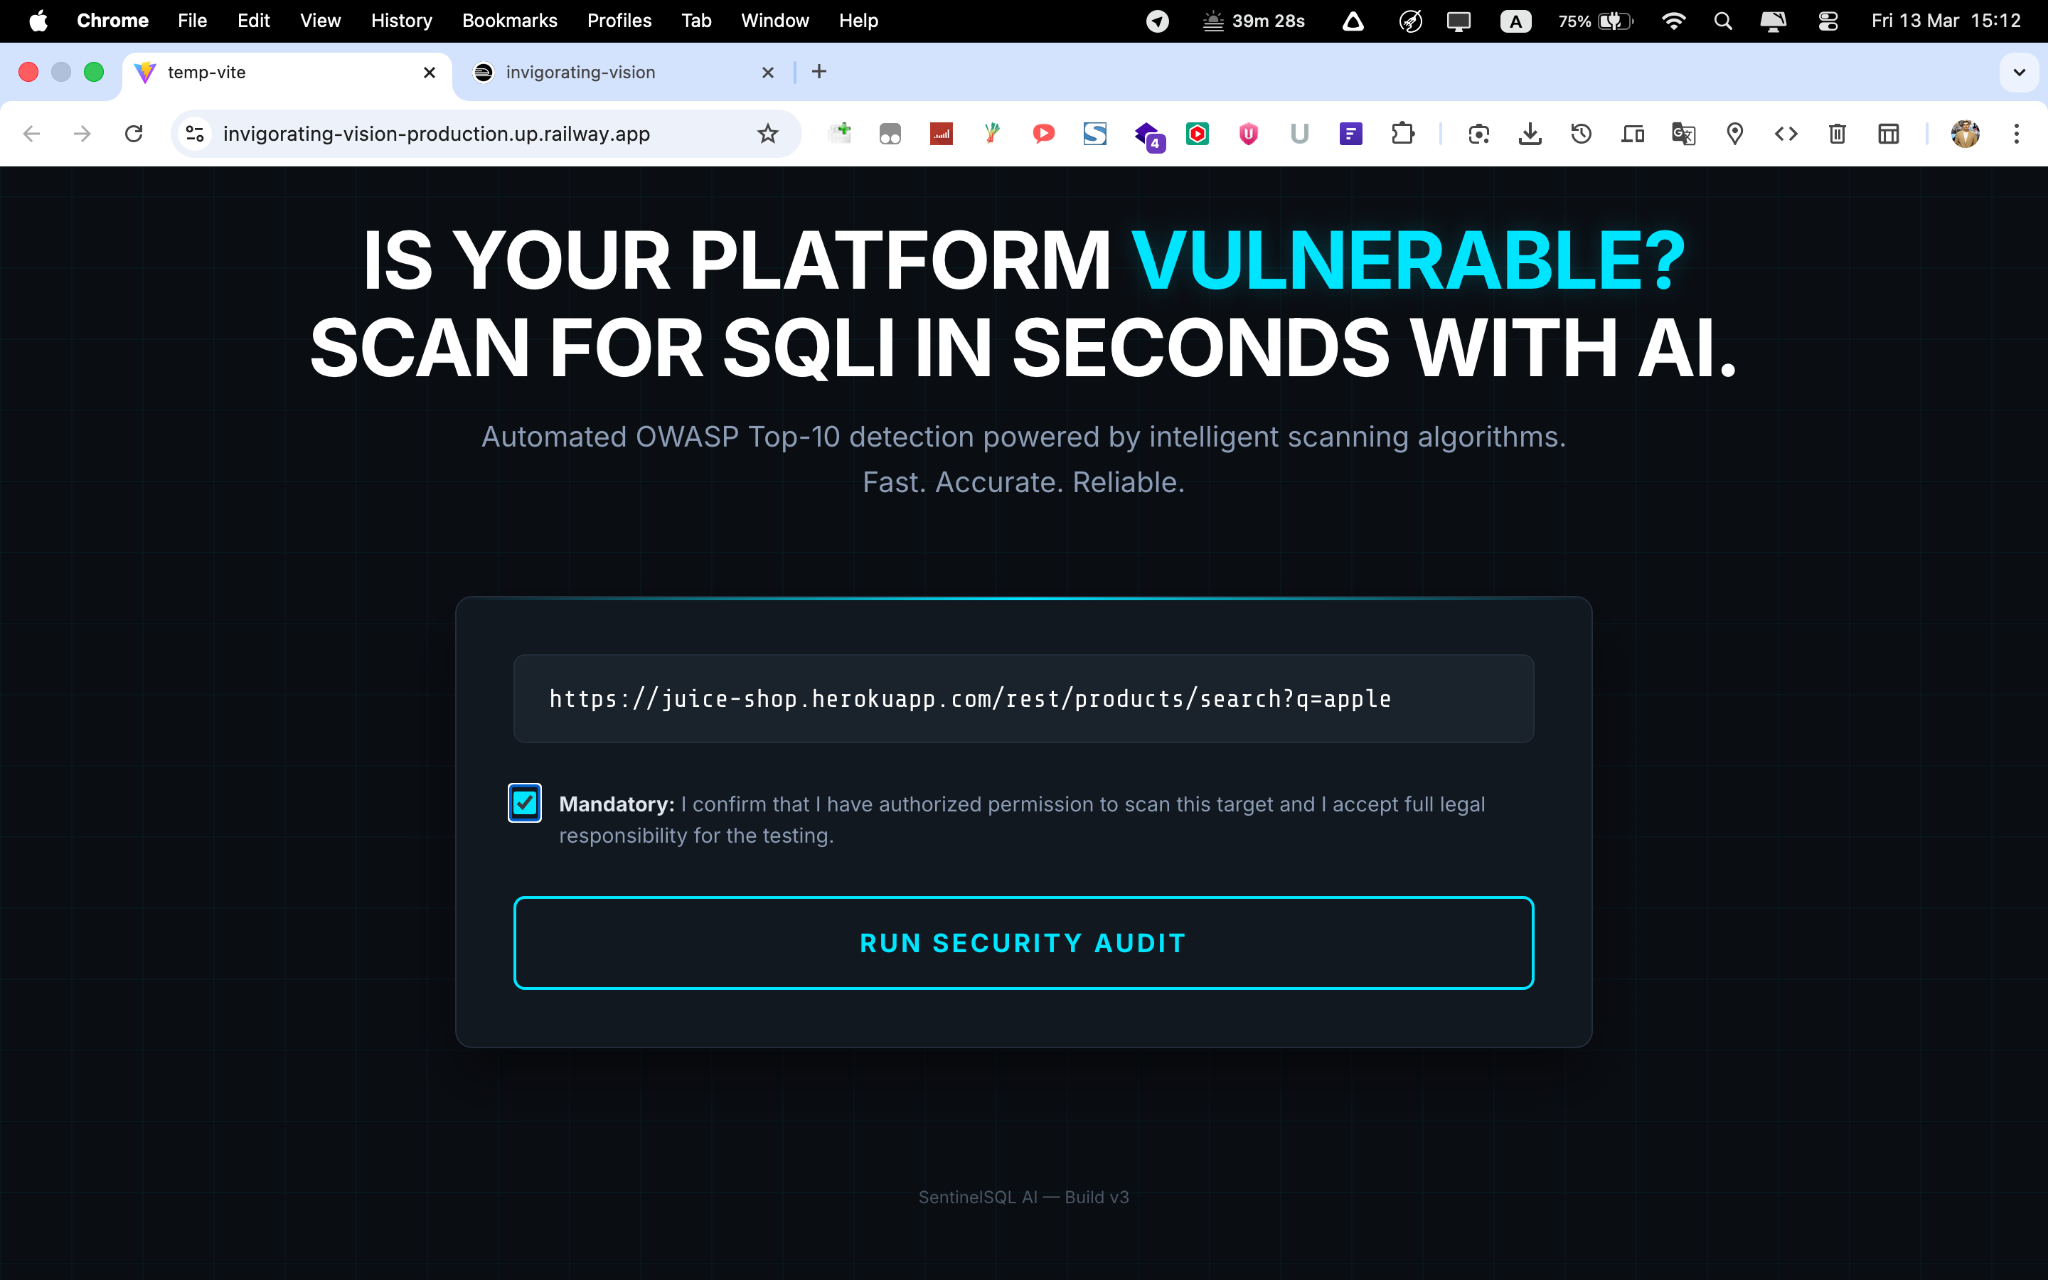 Chrome File Edit View History Bookmarks Profiles Tab Window Help 39m 28s A 75% Fri 13 Mar 15:12
temp-vite invigorating-vision
invigorating-vision-production.up.railway.app 4
IS YOUR PLATFORM VULNERABLE?
SCAN FOR SQLI IN SECONDS WITH AI.
Automated OWASP Top-10 detection powered by intelligent scanning algorithms.
Fast. Accurate. Reliable.
https://juice-shop.herokuapp.com/rest/products/search?q=apple
Mandatory: I confirm that I have authorized permission to scan this target and I accept full legal
responsibility for the testing.
RUN SECURITY AUDIT
SentinelSQL AI — Build v3